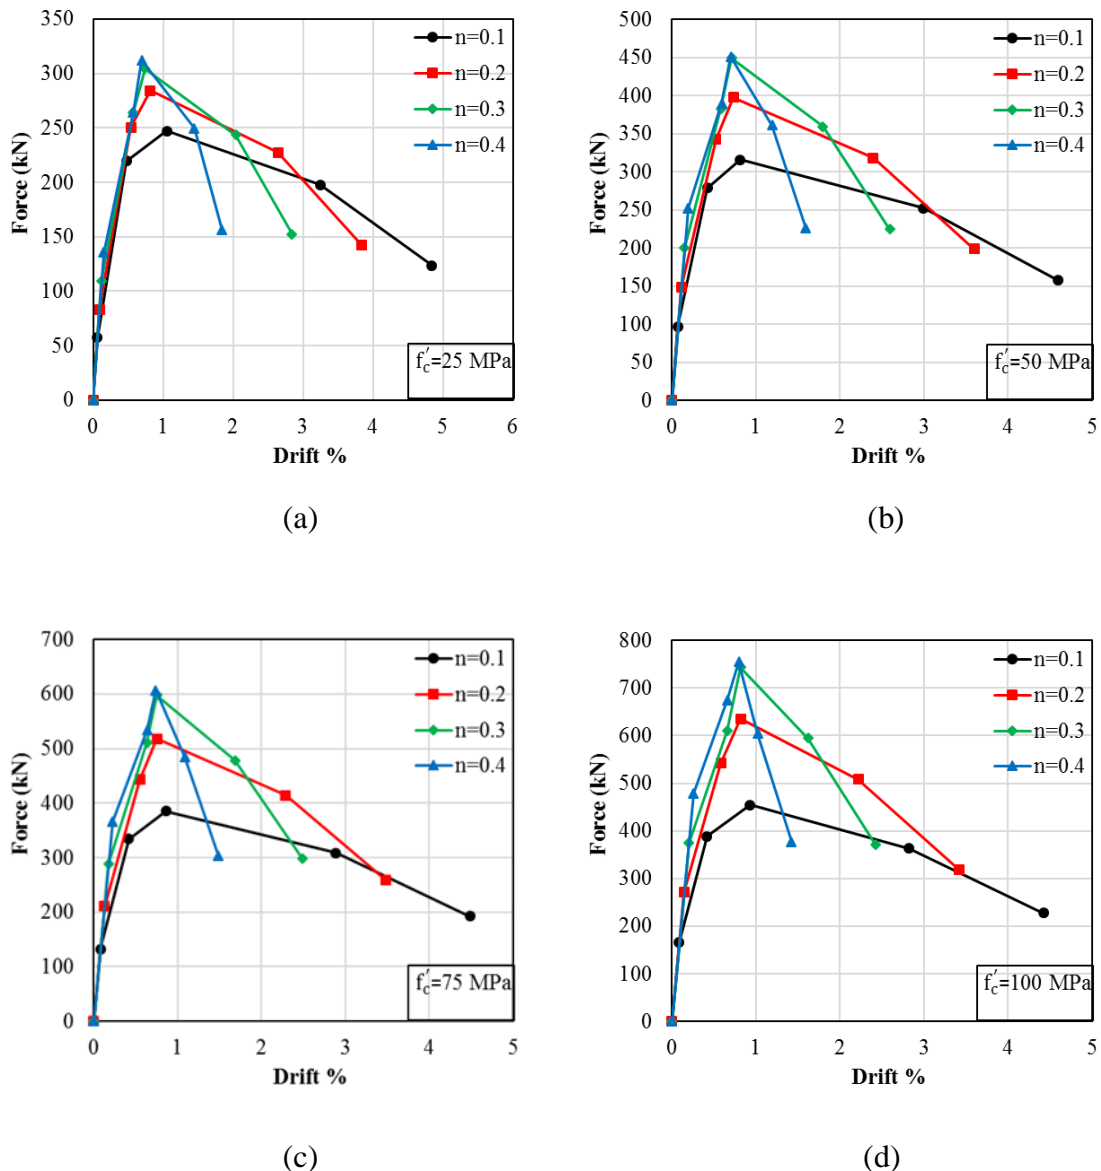 350
300
250
200
150
100
50
0
Force (kN)
n=0.1
n=0.2
n=0.3
n=0.4
f′c=25 MPa
0 1 2 3 4 5 6
Drift %
(a)
500
450
400
350
300
250
200
150
100
50
0
Force (kN)
n=0.1
n=0.2
n=0.3
n=0.4
f′c=50 MPa
0 1 2 3 4 5
Drift %
(b)
700
600
500
400
300
200
100
0
Force (kN)
n=0.1
n=0.2
n=0.3
n=0.4
f′c=75 MPa
0 1 2 3 4 5
Drift %
(c)
800
700
600
500
400
300
200
100
0
Force (kN)
n=0.1
n=0.2
n=0.3
n=0.4
f′c=100 MPa
0 1 2 3 4 5
Drift %
(d)